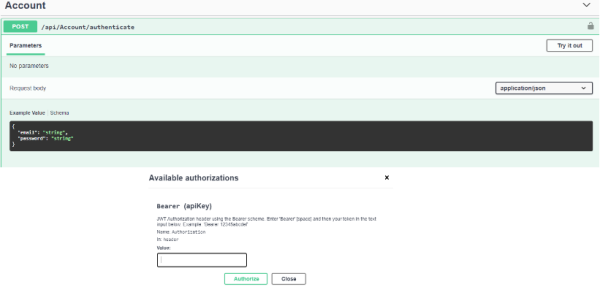 Account
POST /api/Account/authenticate
Parameters
Try it out
No parameters
Request body
application/json
Example Value Schema
{
"email": "string",
"password": "string"
}
Available authorizations
×
Bearer (apiKey)
JWT Authorization header using the Bearer scheme. Enter 'Bearer' [space] and then your token in the text
input below. Example: 'Bearer 12345abcdef'
Name: Authorization
In: header
Value:
Authorize
Close